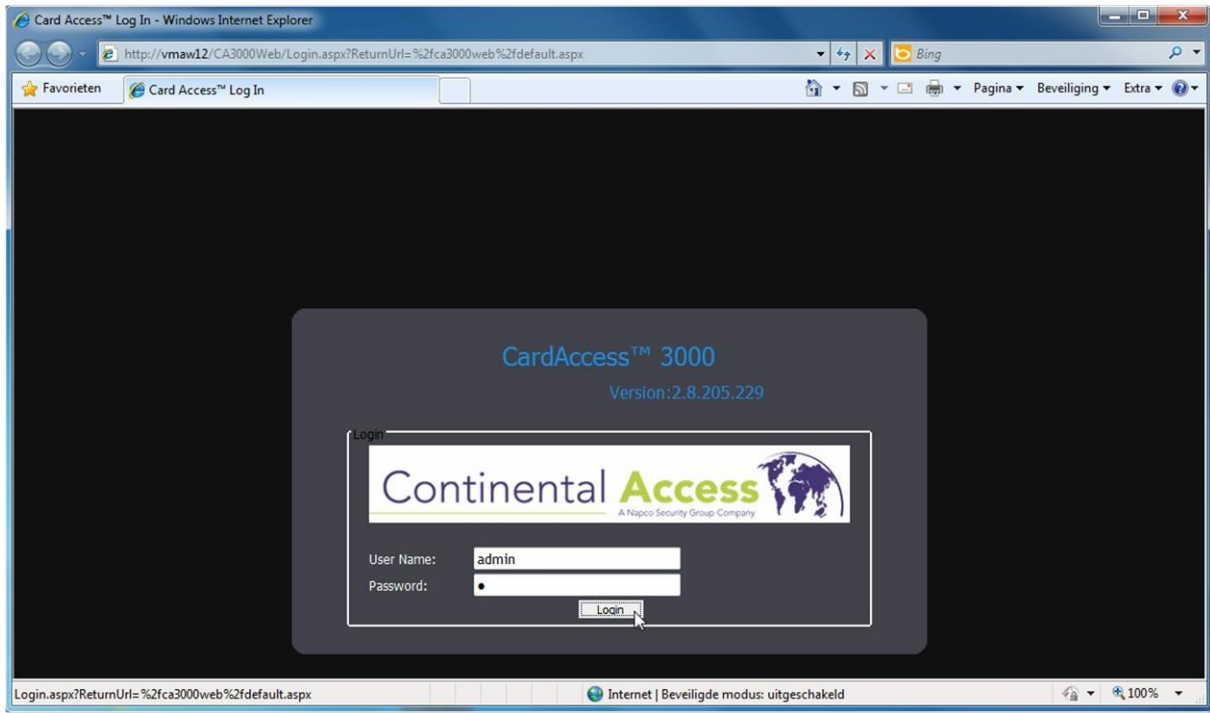 Card Access™ Log In - Windows Internet Explorer
http://vmaw12/CA3000Web/Login.aspx?ReturnUrl=%2fca3000web%2fdefault.aspx
Bing
Favorieten
Card Access™ Log In
Pagina
Beveiliging
Extra
CardAccess™ 3000
Version:2.8.205.229
Login
Continental Access
A Napco Security Group Company
User Name:
admin
Password:
Login
Login.aspx?ReturnUrl=%2fca3000web%2fdefault.aspx
Internet | Beveiligde modus: uitgeschakeld
100%